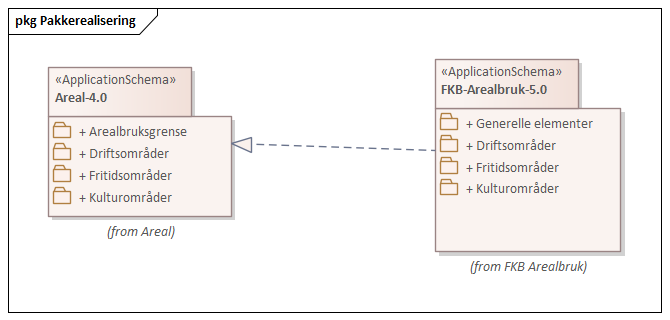 pkg Pakkerealisering
«ApplicationSchema»
Areal-4.0
+ Arealbruksgrense
+ Driftsområder
+ Fritidsområder
+ Kulturområder
(from Areal)
«ApplicationSchema»
FKB-Arealbruk-5.0
+ Generelle elementer
+ Driftsområder
+ Fritidsområder
+ Kulturområder
(from FKB Arealbruk)